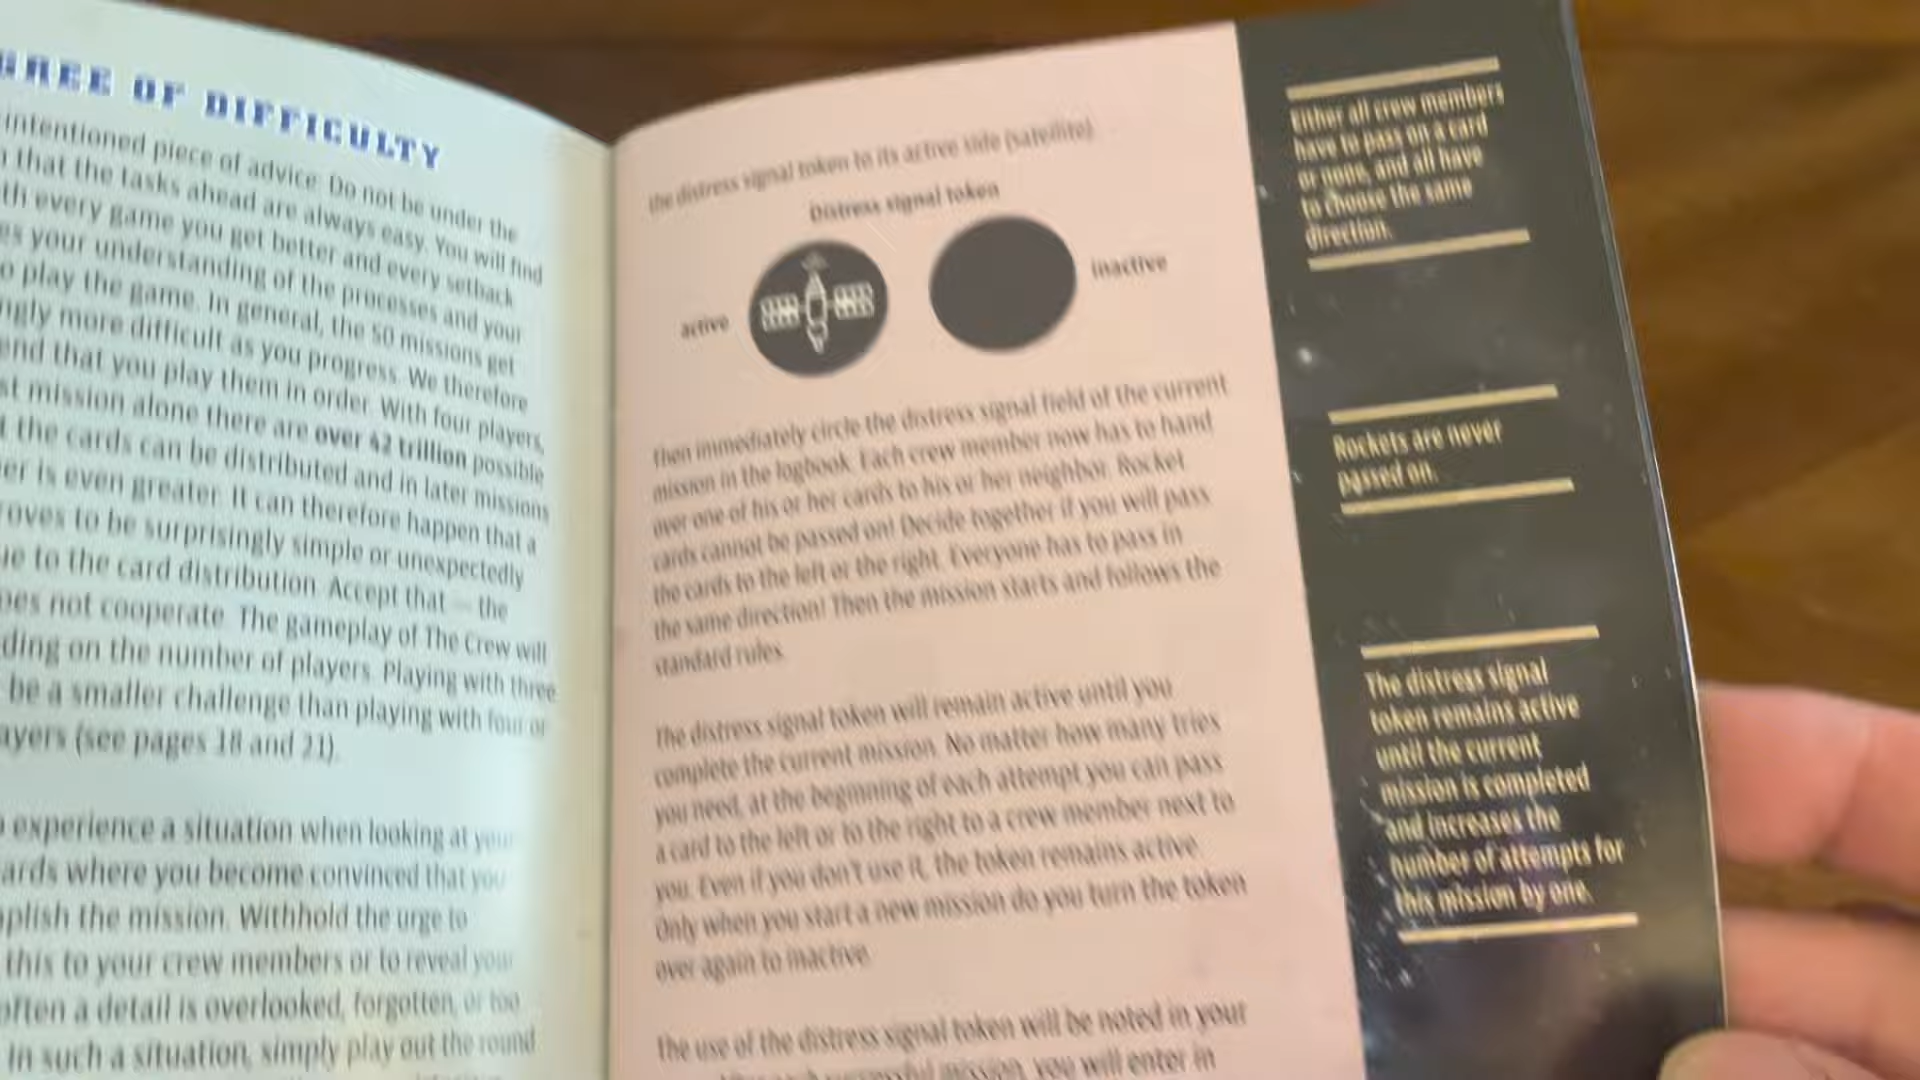 GREE OF DIFFICULTY
intentioned piece of advice. Do not be under the
that the tasks ahead are always easy. You will find
th every game you get better and every setback
es your understanding of the processes and your
o play the game. In general, the 50 missions get
ngly more difficult as you progress. We therefore
end that you play them in order. With four players,
st mission alone there are over 42 trillion possible
t the cards can be distributed and in later missions
er is even greater. It can therefore happen that a
roves to be surprisingly simple or unexpectedly
ue to the card distribution. Accept that — the
oes not cooperate. The gameplay of The Crew will
ding on the number of players. Playing with three
be a smaller challenge than playing with four or
ayers (see pages 18 and 21).
o experience a situation when looking at your
ards where you become convinced that you
plish the mission. Withhold the urge to
this to your crew members or to reveal your
often a detail is overlooked, forgotten, or too
In such a situation, simply play out the round
the distress signal token to its active side (satellite).
Distress signal token
active
inactive
Then immediately circle the distress signal field of the current
mission in the logbook. Each crew member now has to hand
over one of his or her cards to his or her neighbor. Rocket
cards cannot be passed on! Decide together if you will pass
the cards to the left or the right. Everyone has to pass in
the same direction! Then the mission starts and follows the
standard rules.
The distress signal token will remain active until you
complete the current mission. No matter how many tries
you need, at the beginning of each attempt you can pass
a card to the left or to the right to a crew member next to
you. Even if you don't use it, the token remains active.
Only when you start a new mission do you turn the token
over again to inactive.
The use of the distress signal token will be noted in your
successful mission, you will enter in
Either all crew members
have to pass on a card
or none, and all have
to choose the same
direction.
Rockets are never
passed on.
The distress signal
token remains active
until the current
mission is completed
and increases the
number of attempts for
this mission by one.